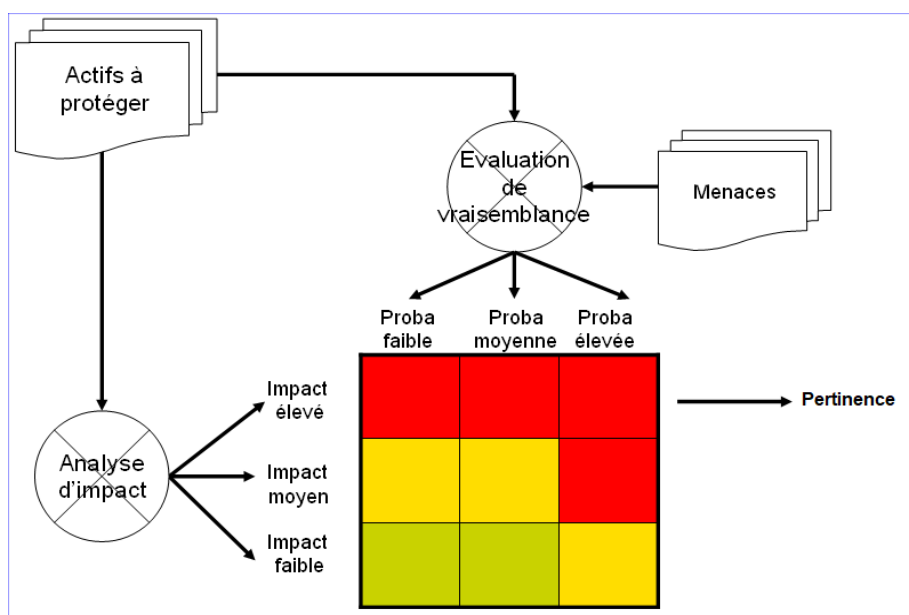 Actifs à
protéger
Evaluation
de
vraisemblance
Menaces
Proba
faible
Proba
moyenne
Proba
élevée
Impact
élevé
Pertinence
Analyse
d'impact
Impact
moyen
Impact
faible